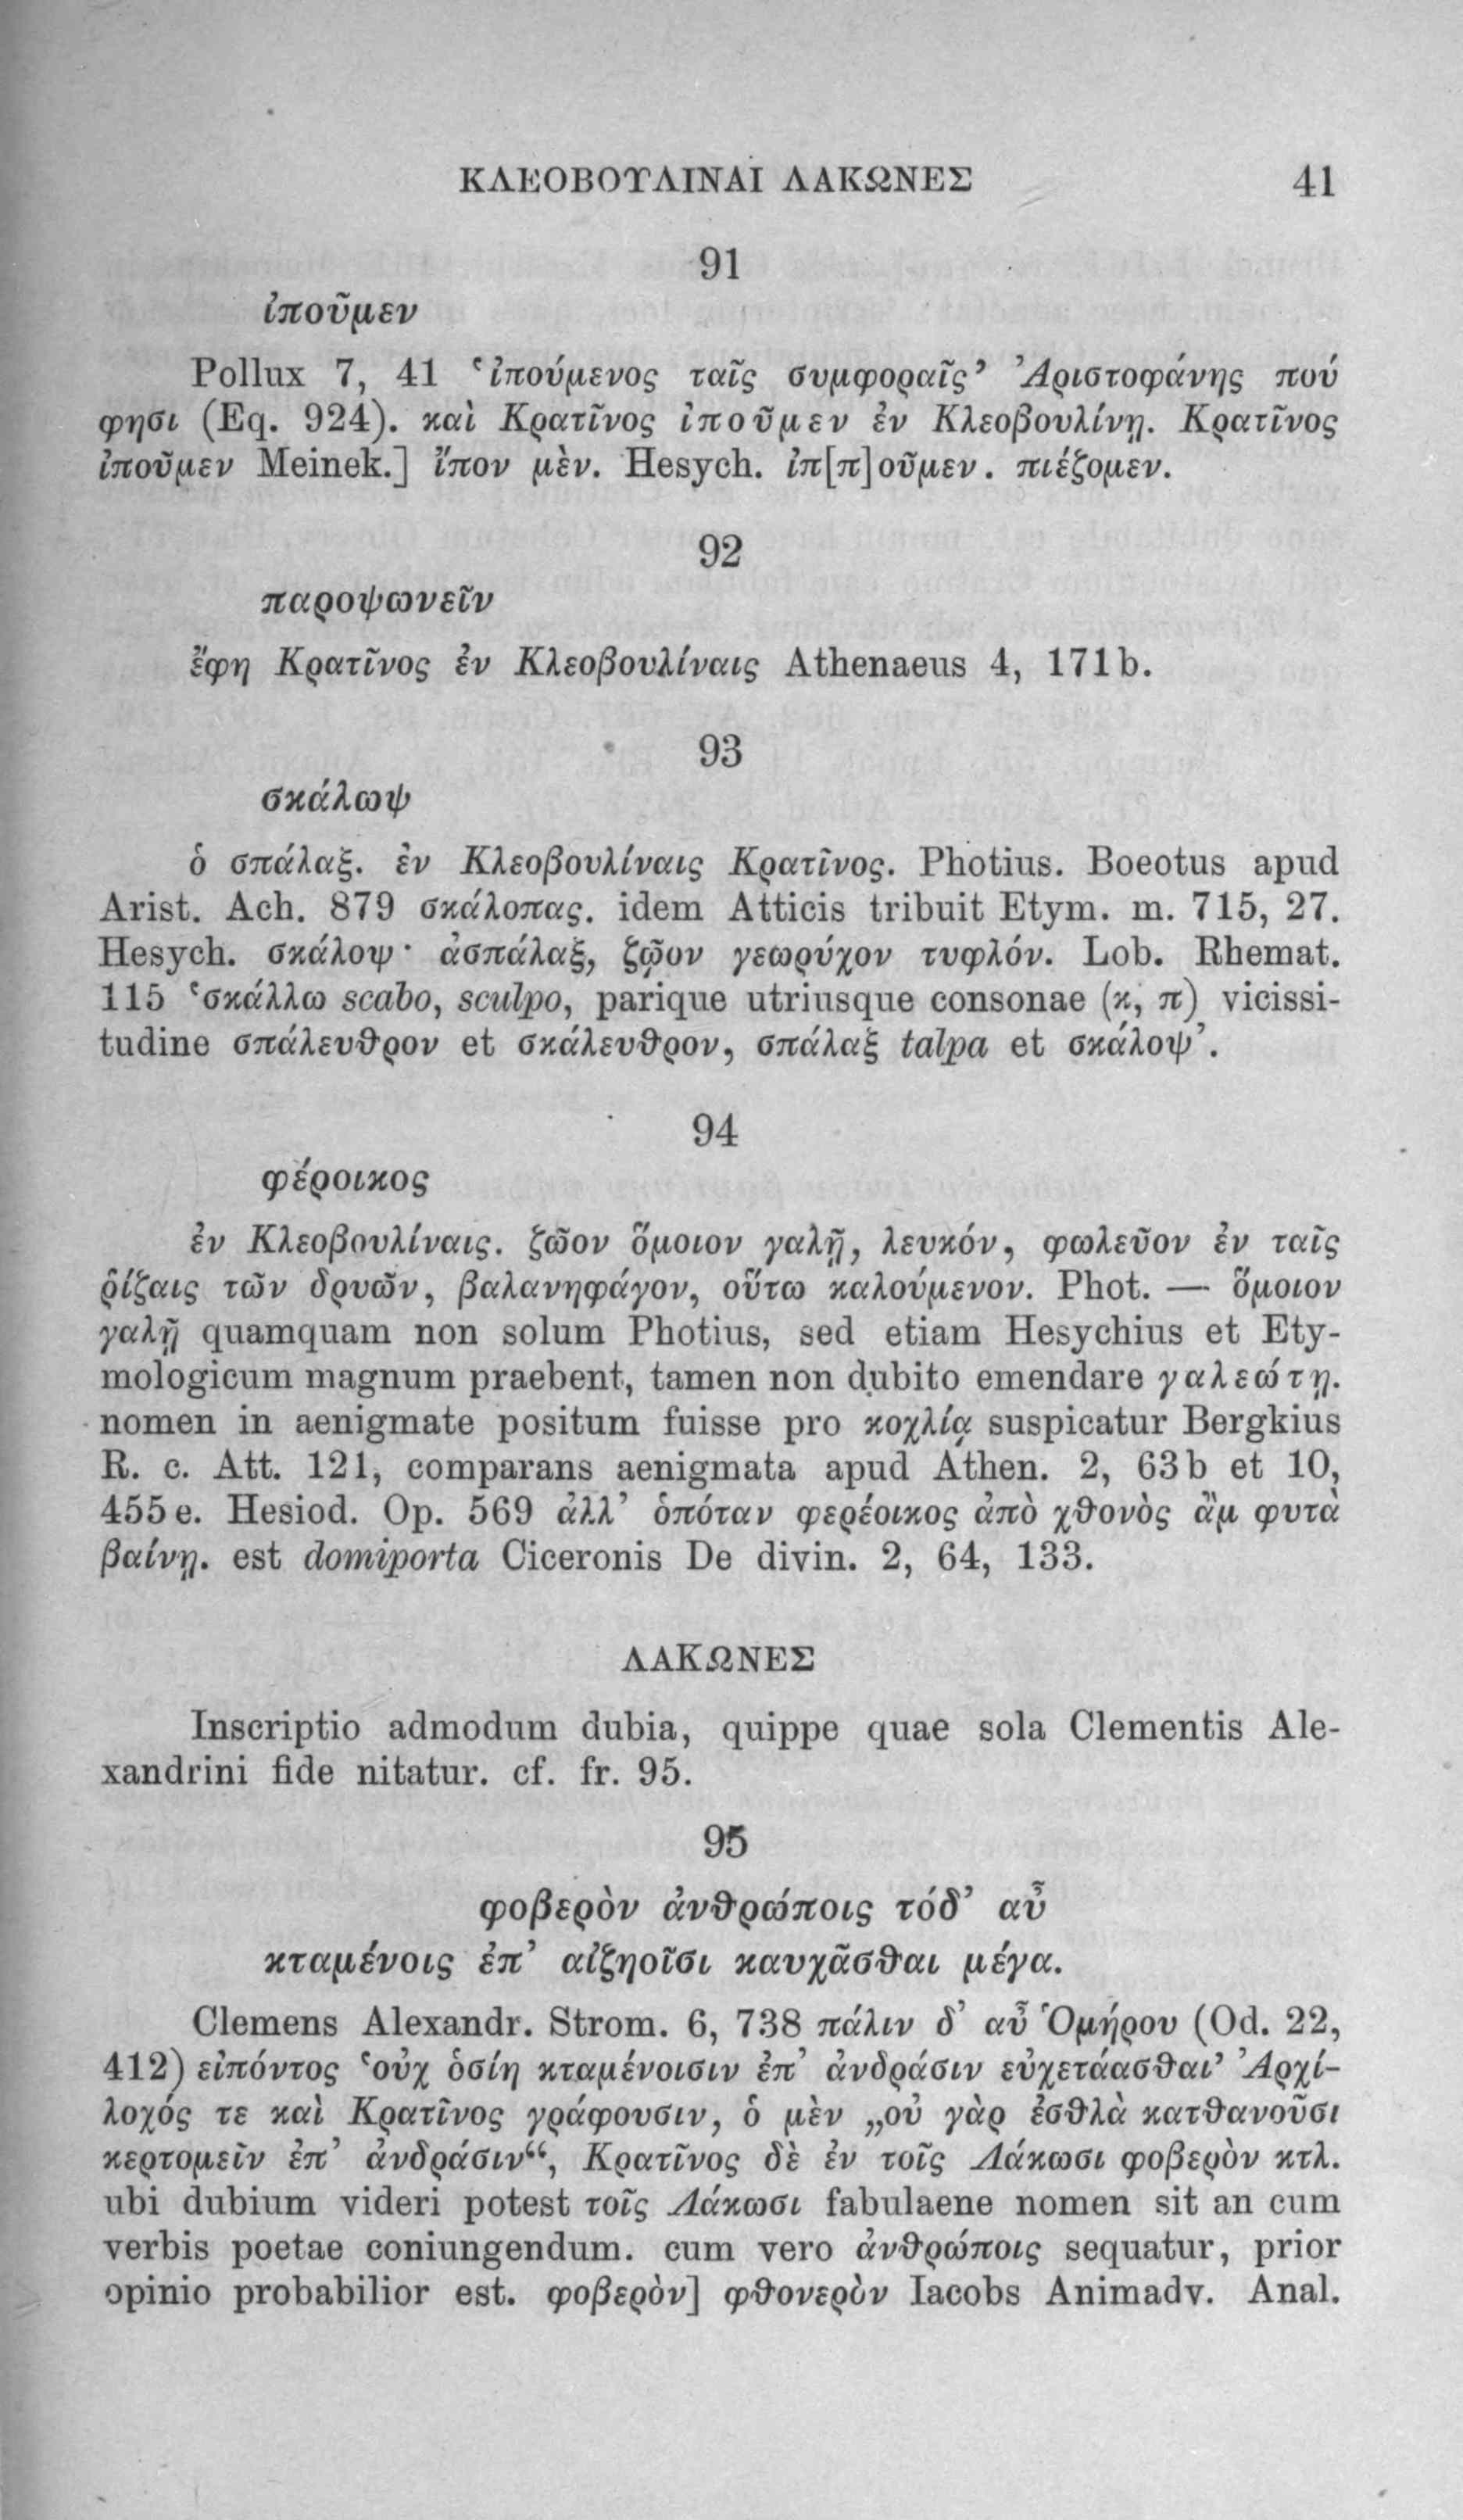 ΚΛΕΟΒΟΥΛΙΝΑΙ ΛΑΚΩΝΕΣ 41
91
ἰποῦμεν
Pollux 7, 41 ‘ἰπούμενος ταῖς συμφοραῖς’ Ἀριστοφάνης πού
φησι (Eq. 924). καὶ Κρατῖνος ἰποῦμεν ἐν Κλεοβουλίνῃ. Κρατῖνος
ἰποῦμεν Meinek.] ἵπον μὲν. Hesych. ἰπ[π]οῦμεν. πιέζομεν.
92
παροψωνεῖν
ἔφη Κρατῖνος ἐν Κλεοβουλίναις Athenaeus 4, 171b.
93
σκάλωψ
ὁ σπάλαξ. ἐν Κλεοβουλίναις Κρατῖνος. Photius. Boeotus apud
Arist. Ach. 879 σκάλοπας. idem Atticis tribuit Etym. m. 715, 27.
Hesych. σκάλοψ· ἀσπάλαξ, ζῷον γεωρύχον τυφλόν. Lob. Rhemat.
115 ‘σκάλλω scabo, sculpo, parique utriusque consonae (κ, π) vicissi-
tudine σπάλευθρον et σκάλευθρον, σπάλαξ talpa et σκάλοψ’.
94
φέροικος
ἐν Κλεοβουλίναις. ζῶον ὅμοιον γαλῇ, λευκόν, φωλεῦον ἐν ταῖς
ῥίζαις τῶν δρυῶν, βαλανηφάγον, οὕτω καλούμενον. Phot. — ὅμοιον
γαλῇ quamquam non solum Photius, sed etiam Hesychius et Ety-
mologicum magnum praebent, tamen non dubito emendare γαλεώτῃ.
nomen in aenigmate positum fuisse pro κοχλίᾳ suspicatur Bergkius
R. c. Att. 121, comparans aenigmata apud Athen. 2, 63b et 10,
455e. Hesiod. Op. 569 ἀλλ’ ὁπόταν φερέοικος ἀπὸ χθονὸς ἂμ φυτὰ
βαίνῃ. est domiporta Ciceronis De divin. 2, 64, 133.
ΛΑΚΩΝΕΣ
Inscriptio admodum dubia, quippe quae sola Clementis Ale-
xandrini fide nitatur. cf. fr. 95.
95
φοβερὸν ἀνθρώποις τόδ’ αὖ
κταμένοις ἐπ’ αἰζηοῖσι καυχᾶσθαι μέγα.
Clemens Alexandr. Strom. 6, 738 πάλιν δ’ αὖ Ὁμήρου (Od. 22,
412) εἰπόντος ‘οὐχ ὁσίη κταμένοισιν ἐπ’ ἀνδράσιν εὐχετάασθαι’ Ἀρχί-
λοχός τε καὶ Κρατῖνος γράφουσιν, ὁ μὲν „οὐ γὰρ ἐσθλὰ κατθανοῦσι
κερτομεῖν ἐπ’ ἀνδράσιν“, Κρατῖνος δὲ ἐν τοῖς Λάκωσι φοβερὸν κτλ.
ubi dubium videri potest τοῖς Λάκωσι fabulaene nomen sit an cum
verbis poetae coniungendum. cum vero ἀνθρώποις sequatur, prior
opinio probabilior est. φοβερὸν] φθονερὸν Iacobs Animadv. Anal.